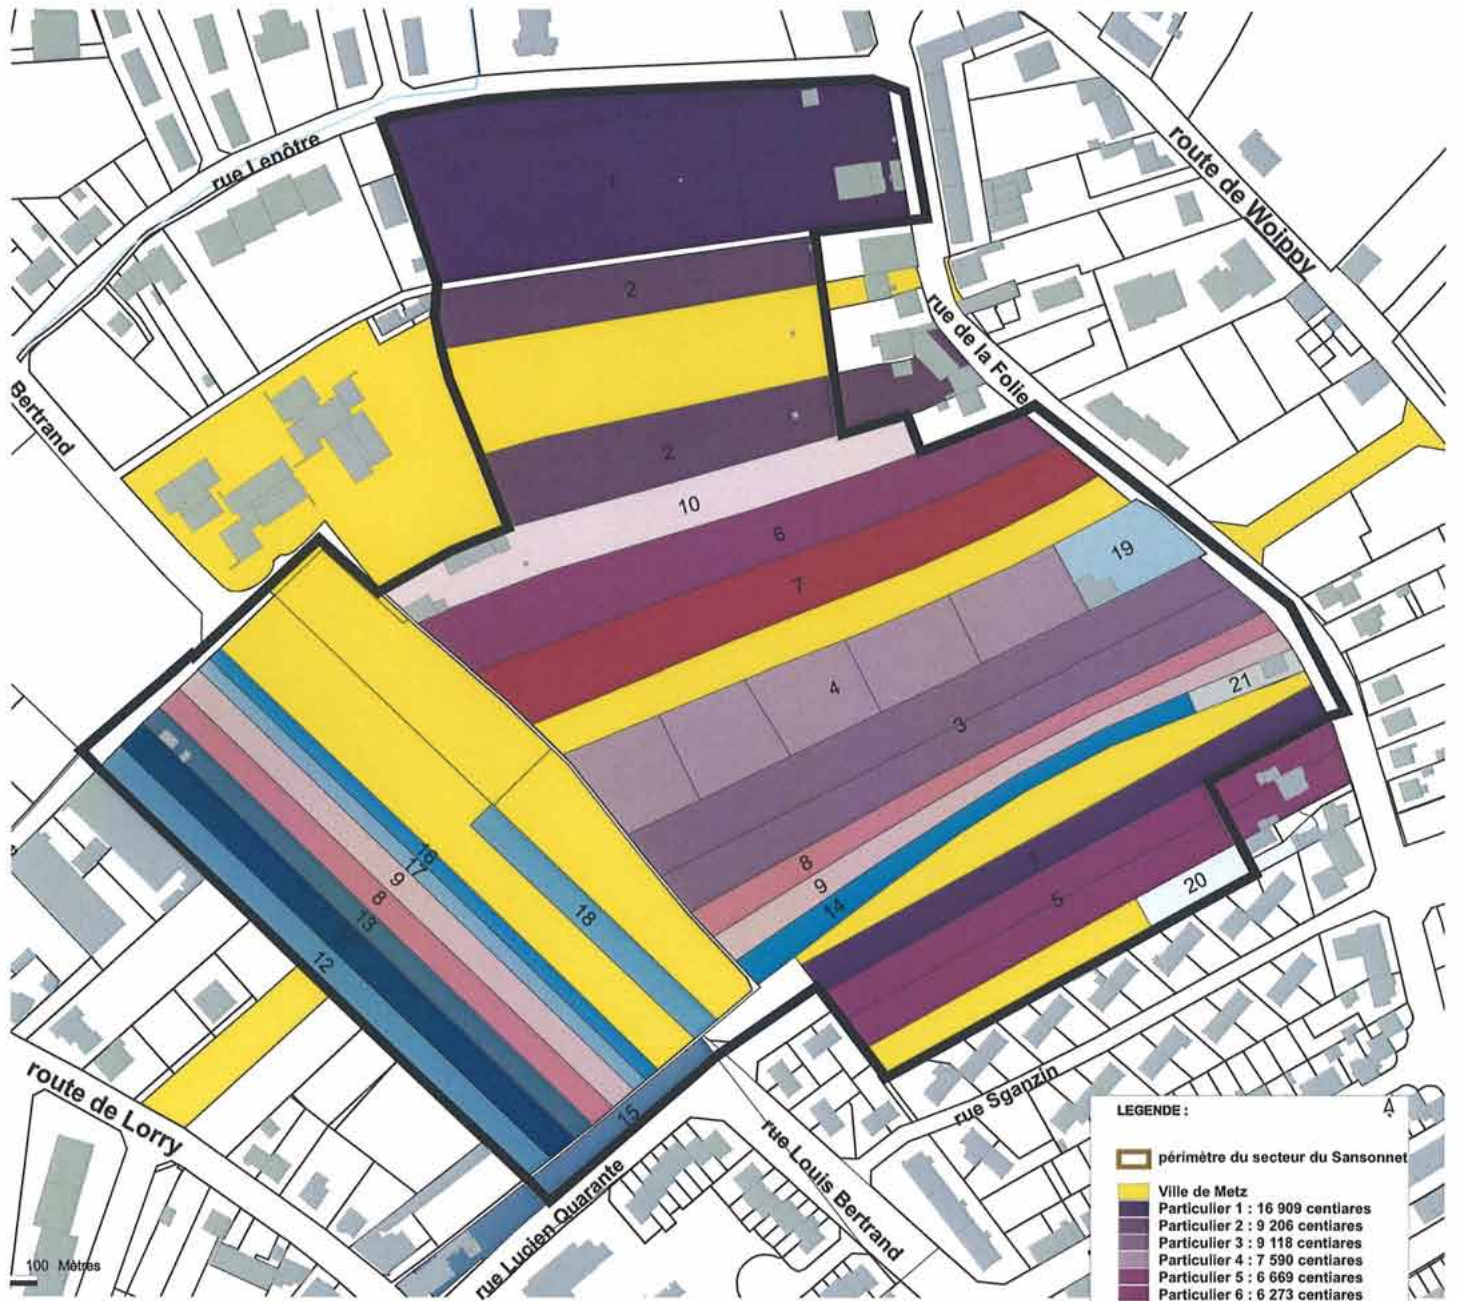 rue Lenôtre
route de Woippy
1
2
rue de la Folie
Bertrand
2
10
6
19
7
4
21
3
8
9
14
1
5
20
16
17
9
8
13
12
18
15
route de Lorry
rue Sganzin
rue Louis Bertrand
rue Lucien Quarante
100 Mètres
LEGENDE :
périmètre du secteur du Sansonnet
Ville de Metz
Particulier 1 : 16 909 centiares
Particulier 2 : 9 206 centiares
Particulier 3 : 9 118 centiares
Particulier 4 : 7 590 centiares
Particulier 5 : 6 669 centiares
Particulier 6 : 6 273 centiares